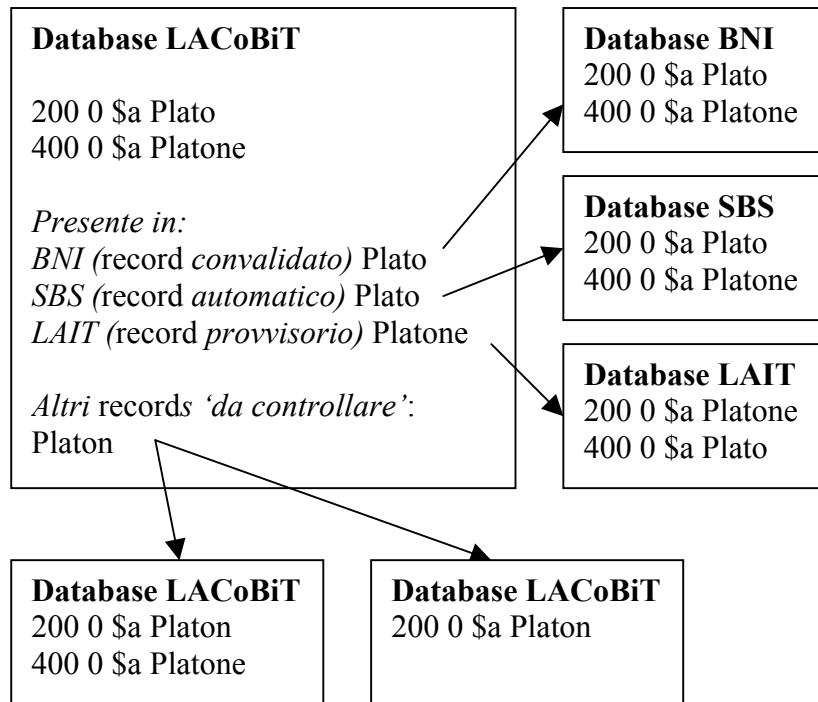 Database LACoBiT
200 0 $a Plato
400 0 $a Platone
Presente in:
BNI (record convalidato) Plato
SBS (record automatico) Plato
LAIT (record provvisorio) Platone
Altri records ‘da controllare’:
Platon
Database BNI
200 0 $a Plato
400 0 $a Platone
Database SBS
200 0 $a Plato
400 0 $a Platone
Database LAIT
200 0 $a Platone
400 0 $a Plato
Database LACoBiT
200 0 $a Platon
400 0 $a Platone
Database LACoBiT
200 0 $a Platon